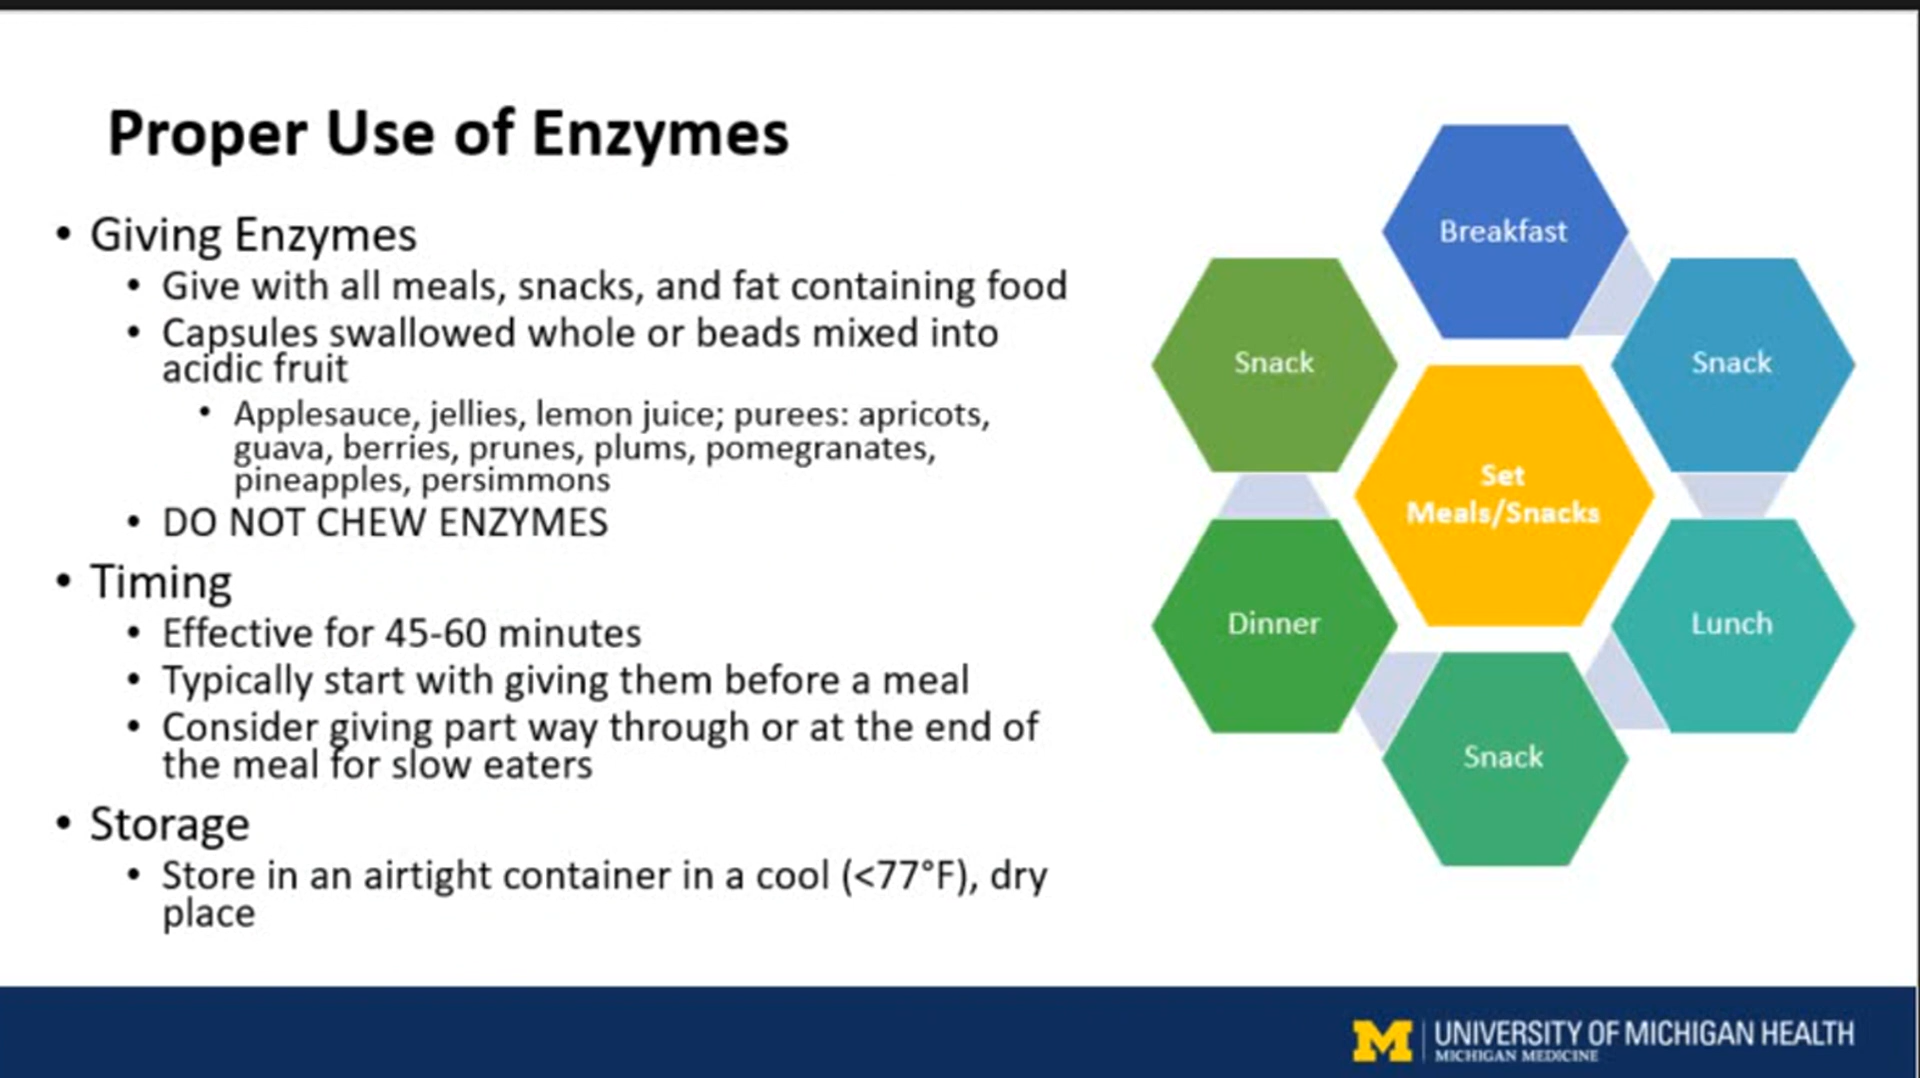 Proper Use of Enzymes
• Giving Enzymes
• Give with all meals, snacks, and fat containing food
• Capsules swallowed whole or beads mixed into
acidic fruit
• Applesauce, jellies, lemon juice; purees: apricots,
guava, berries, prunes, plums, pomegranates,
pineapples, persimmons
• DO NOT CHEW ENZYMES
• Timing
• Effective for 45-60 minutes
• Typically start with giving them before a meal
• Consider giving part way through or at the end of
the meal for slow eaters
• Storage
• Store in an airtight container in a cool (<77°F), dry
place
Breakfast
Snack
Lunch
Snack
Dinner
Snack
Set
Meals/Snacks
M
UNIVERSITY OF MICHIGAN HEALTH
MICHIGAN MEDICINE